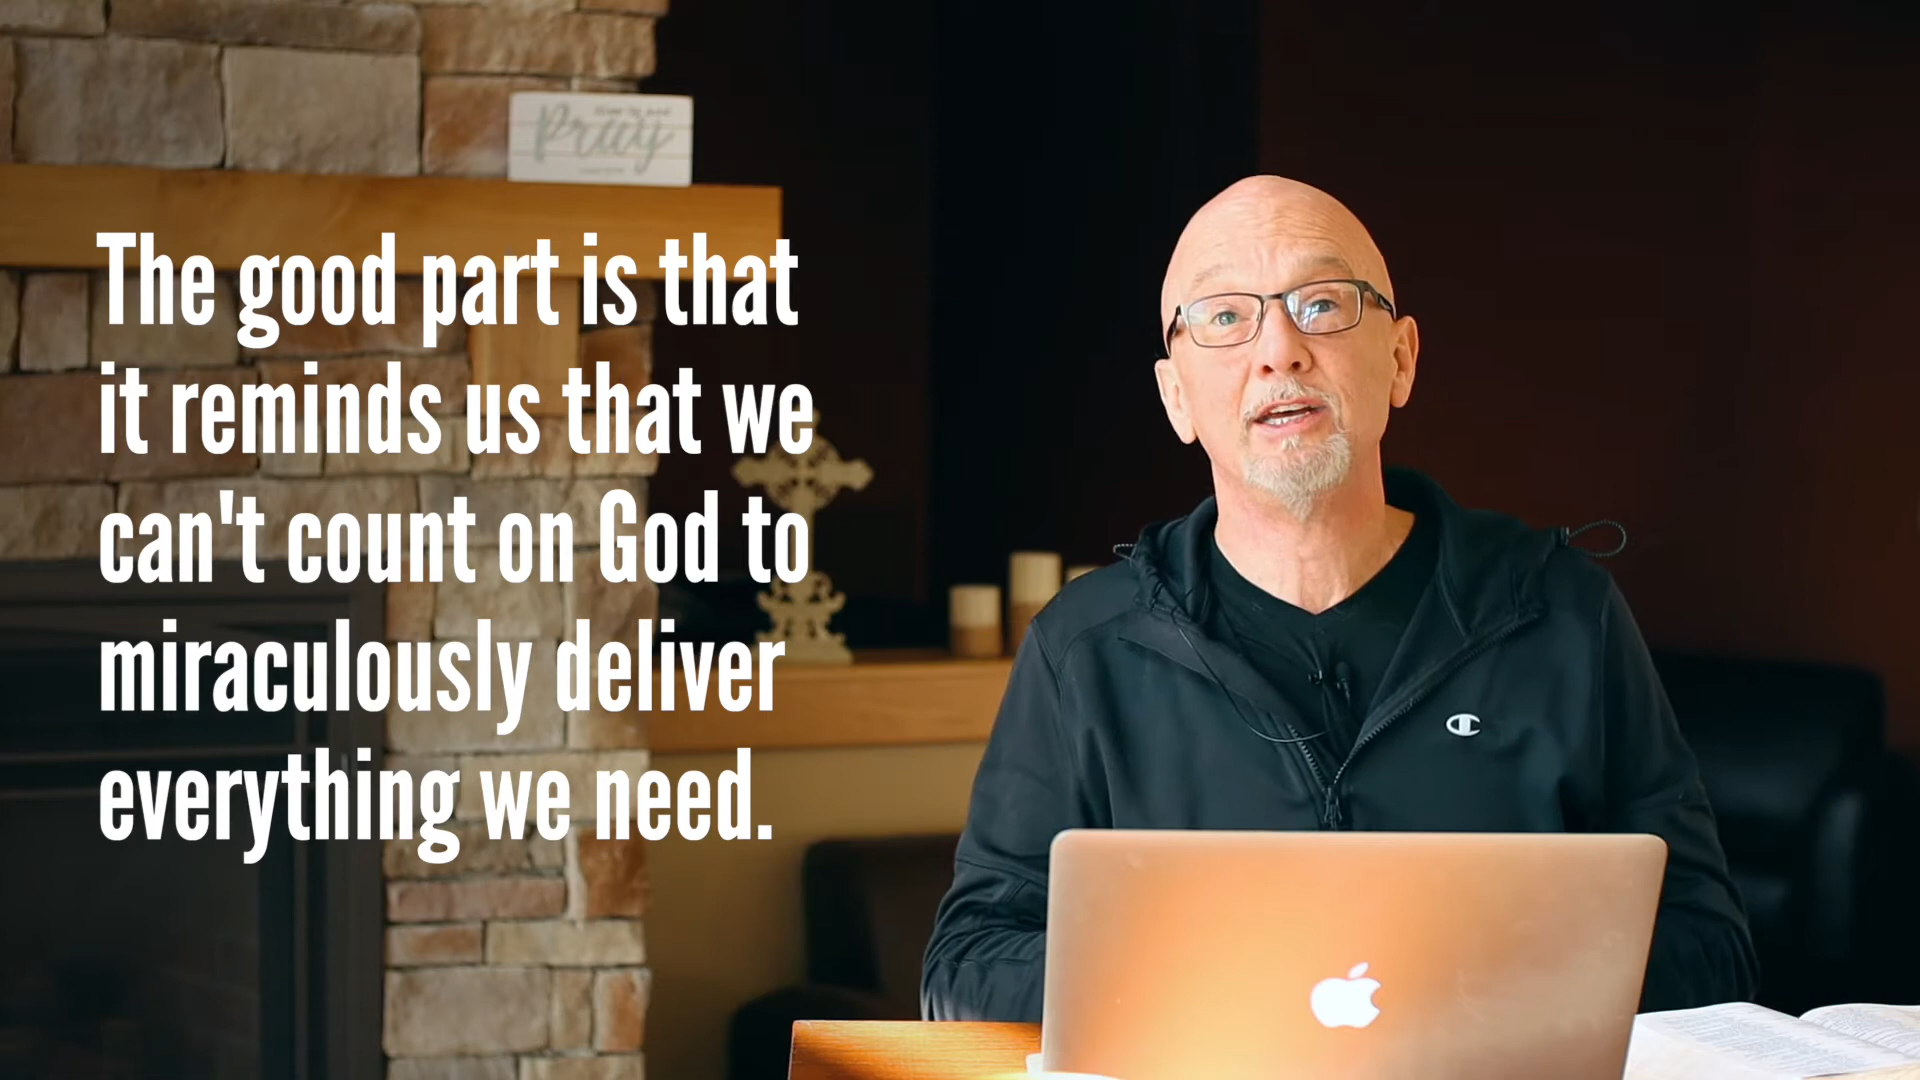 Pray
The good part is that
it reminds us that we
can't count on God to
miraculously deliver
everything we need.